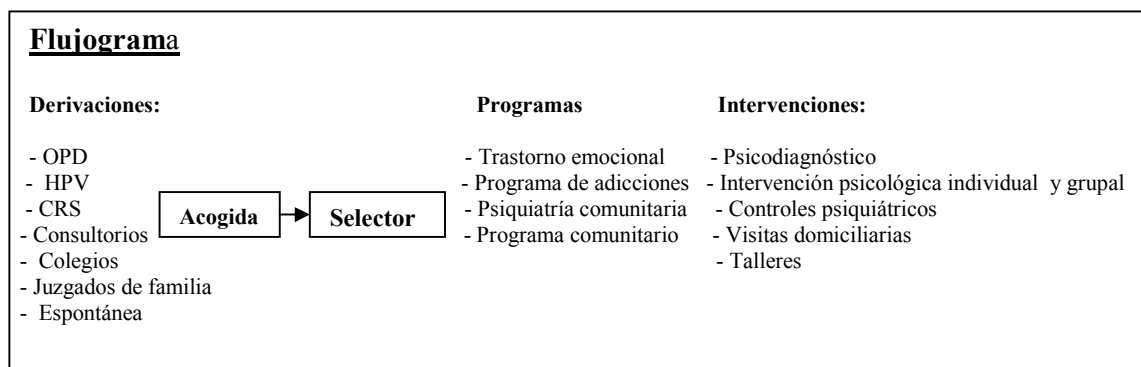 Flujograma
Derivaciones:
- OPD
- HPV
- CRS
- Consultorios
- Colegios
- Juzgados de familia
- Espontánea
Acogida
Selector
Programas
- Trastorno emocional
- Programa de adicciones
- Psiquiatría comunitaria
- Programa comunitario
Intervenciones:
- Psicodiagnóstico
- Intervención psicológica individual y grupal
- Controles psiquiátricos
- Visitas domiciliarias
- Talleres